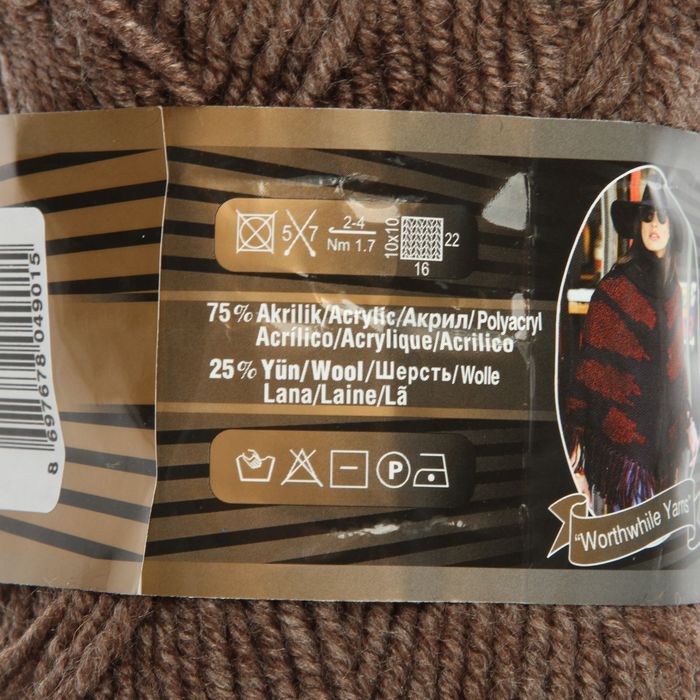 5 7
2-4
Nm 1.7
10x10
22
16
75% Akrilik/Acrylic/Акрил/Polyacryl
Acrílico/Acrylique/Acrilico
25% Yün/Wool/Шерсть/Wolle
Lana/Laine/Lã
P
8 697678 049015
"Worthwhile Yarns